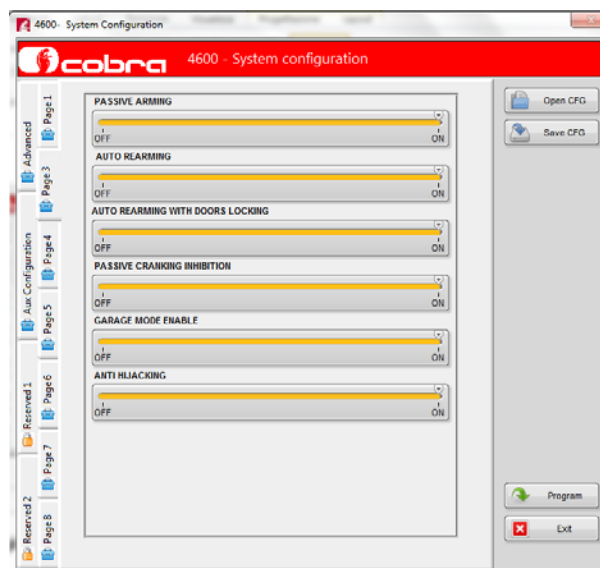 4600- System Configuration
cobra
4600 - System configuration
Advanced
Aux Configuration
Reserved 1
Reserved 2
Page 1
Page 3
Page 4
Page 5
Page 6
Page 7
Page 8
PASSIVE ARMING
OFF ON
AUTO REARMING
OFF ON
AUTO REARMING WITH DOORS LOCKING
OFF ON
PASSIVE CRANKING INHIBITION
OFF ON
GARAGE MODE ENABLE
OFF ON
ANTI HIJACKING
OFF ON
Open CFG
Save CFG
Program
Exit